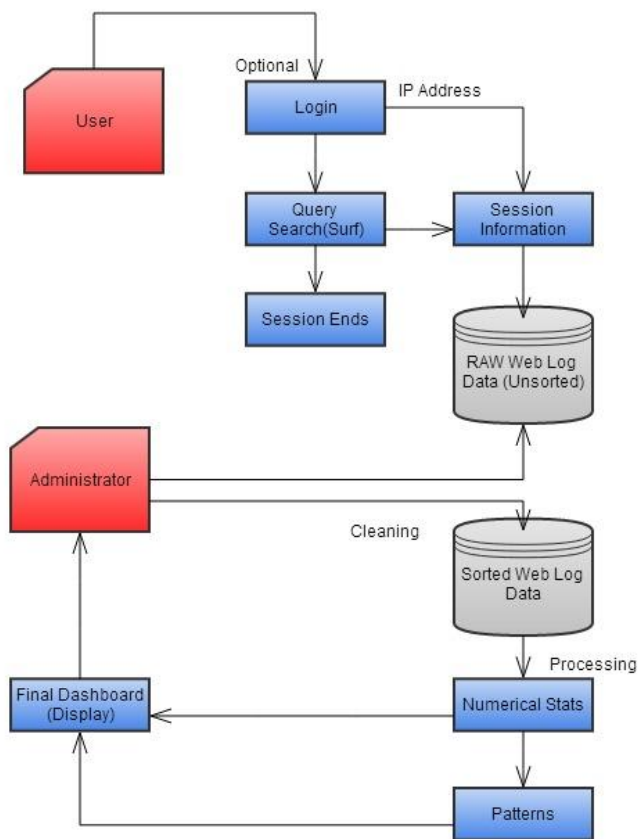 Optional
User
Login
IP Address
Query
Search(Surf)
Session
Information
Session Ends
RAW Web Log
Data (Unsorted)
Administrator
Cleaning
Sorted Web Log
Data
Processing
Final Dashboard
(Display)
Numerical Stats
Patterns